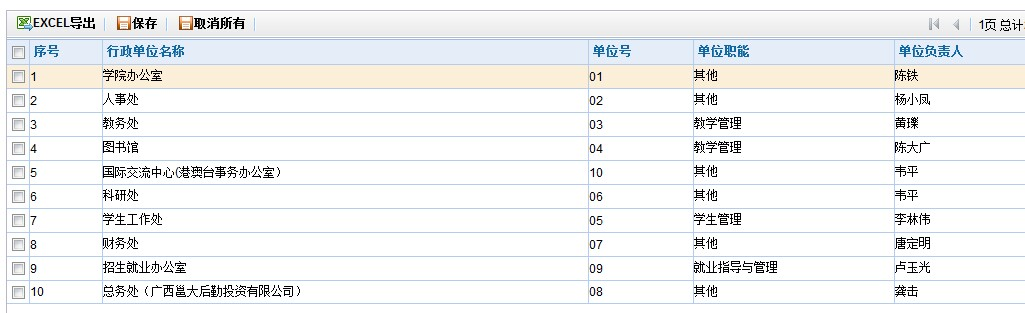 EXCEL导出 保存 取消所有 1页 总计
序号 行政单位名称 单位号 单位职能 单位负责人
1 学院办公室 01 其他 陈铁
2 人事处 02 其他 杨小凤
3 教务处 03 教学管理 黄瓅
4 图书馆 04 教学管理 陈大广
5 国际交流中心(港澳台事务办公室） 10 其他 韦平
6 科研处 06 其他 韦平
7 学生工作处 05 学生管理 李林伟
8 财务处 07 其他 唐定明
9 招生就业办公室 09 就业指导与管理 卢玉光
10 总务处（广西邕大后勤投资有限公司） 08 其他 龚击